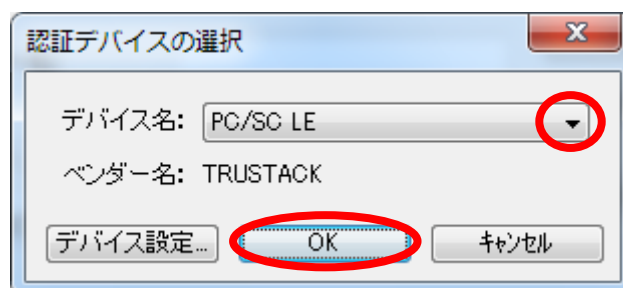 認証デバイスの選択
デバイス名: PC/SC LE
ベンダー名: TRUSTACK
デバイス設定... OK キャンセル